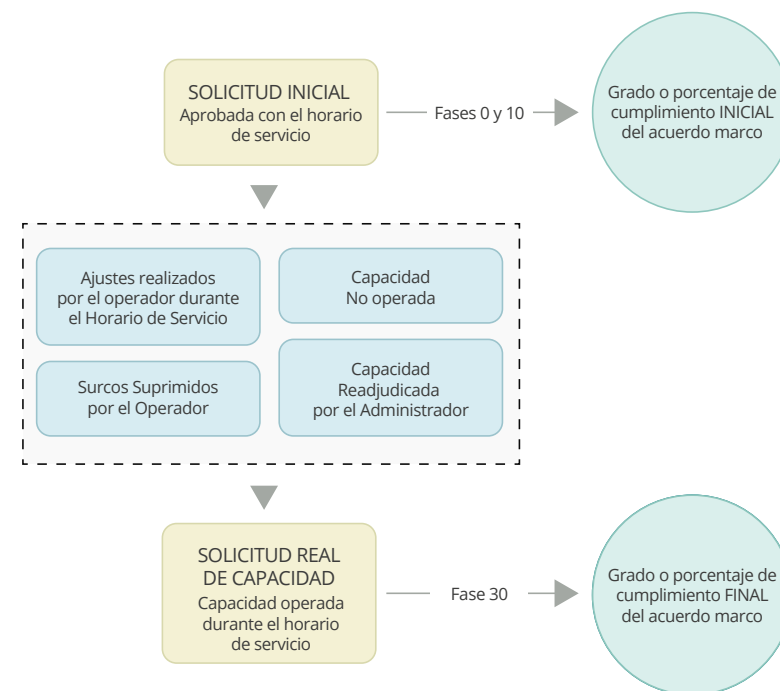 SOLICITUD INICIAL
Aprobada con el horario
de servicio
Fases 0 y 10
Grado o porcentaje de
cumplimiento INICIAL
del acuerdo marco
Ajustes realizados
por el operador durante
el Horario de Servicio
Capacidad
No operada
Surcos Suprimidos
por el Operador
Capacidad
Readjudicada
por el Administrador
SOLICITUD REAL
DE CAPACIDAD
Capacidad operada
durante el horario
de servicio
Fase 30
Grado o porcentaje de
cumplimiento FINAL
del acuerdo marco